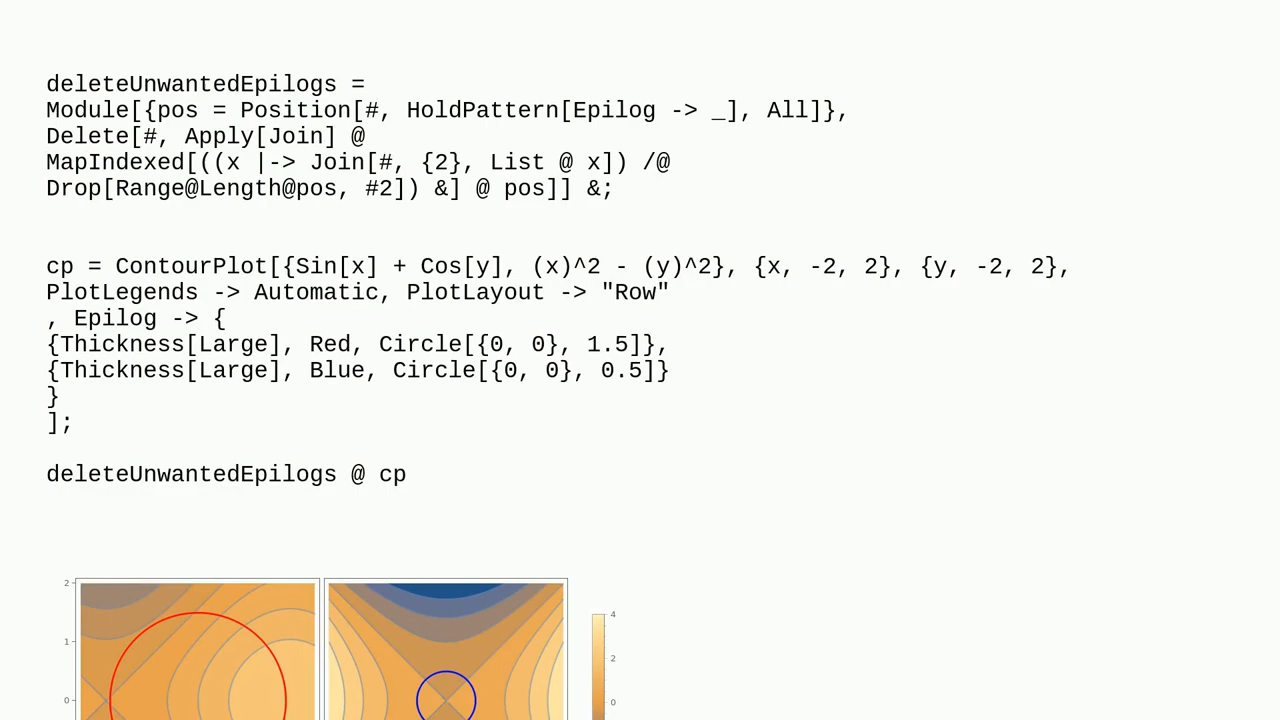 deleteUnwantedEpilogs =
Module[{pos = Position[#, HoldPattern[Epilog -> _], All]},
Delete[#, Apply[Join] @
MapIndexed[((x |-> Join[#, {2}, List @ x]) /@
Drop[Range@Length@pos, #2]) &] @ pos]] &;
cp = ContourPlot[{Sin[x] + Cos[y], (x)^2 - (y)^2}, {x, -2, 2}, {y, -2, 2},
PlotLegends -> Automatic, PlotLayout -> "Row"
, Epilog -> {
{Thickness[Large], Red, Circle[{0, 0}, 1.5]},
{Thickness[Large], Blue, Circle[{0, 0}, 0.5]}
}
];
deleteUnwantedEpilogs @ cp
2
4
1
2
0
0